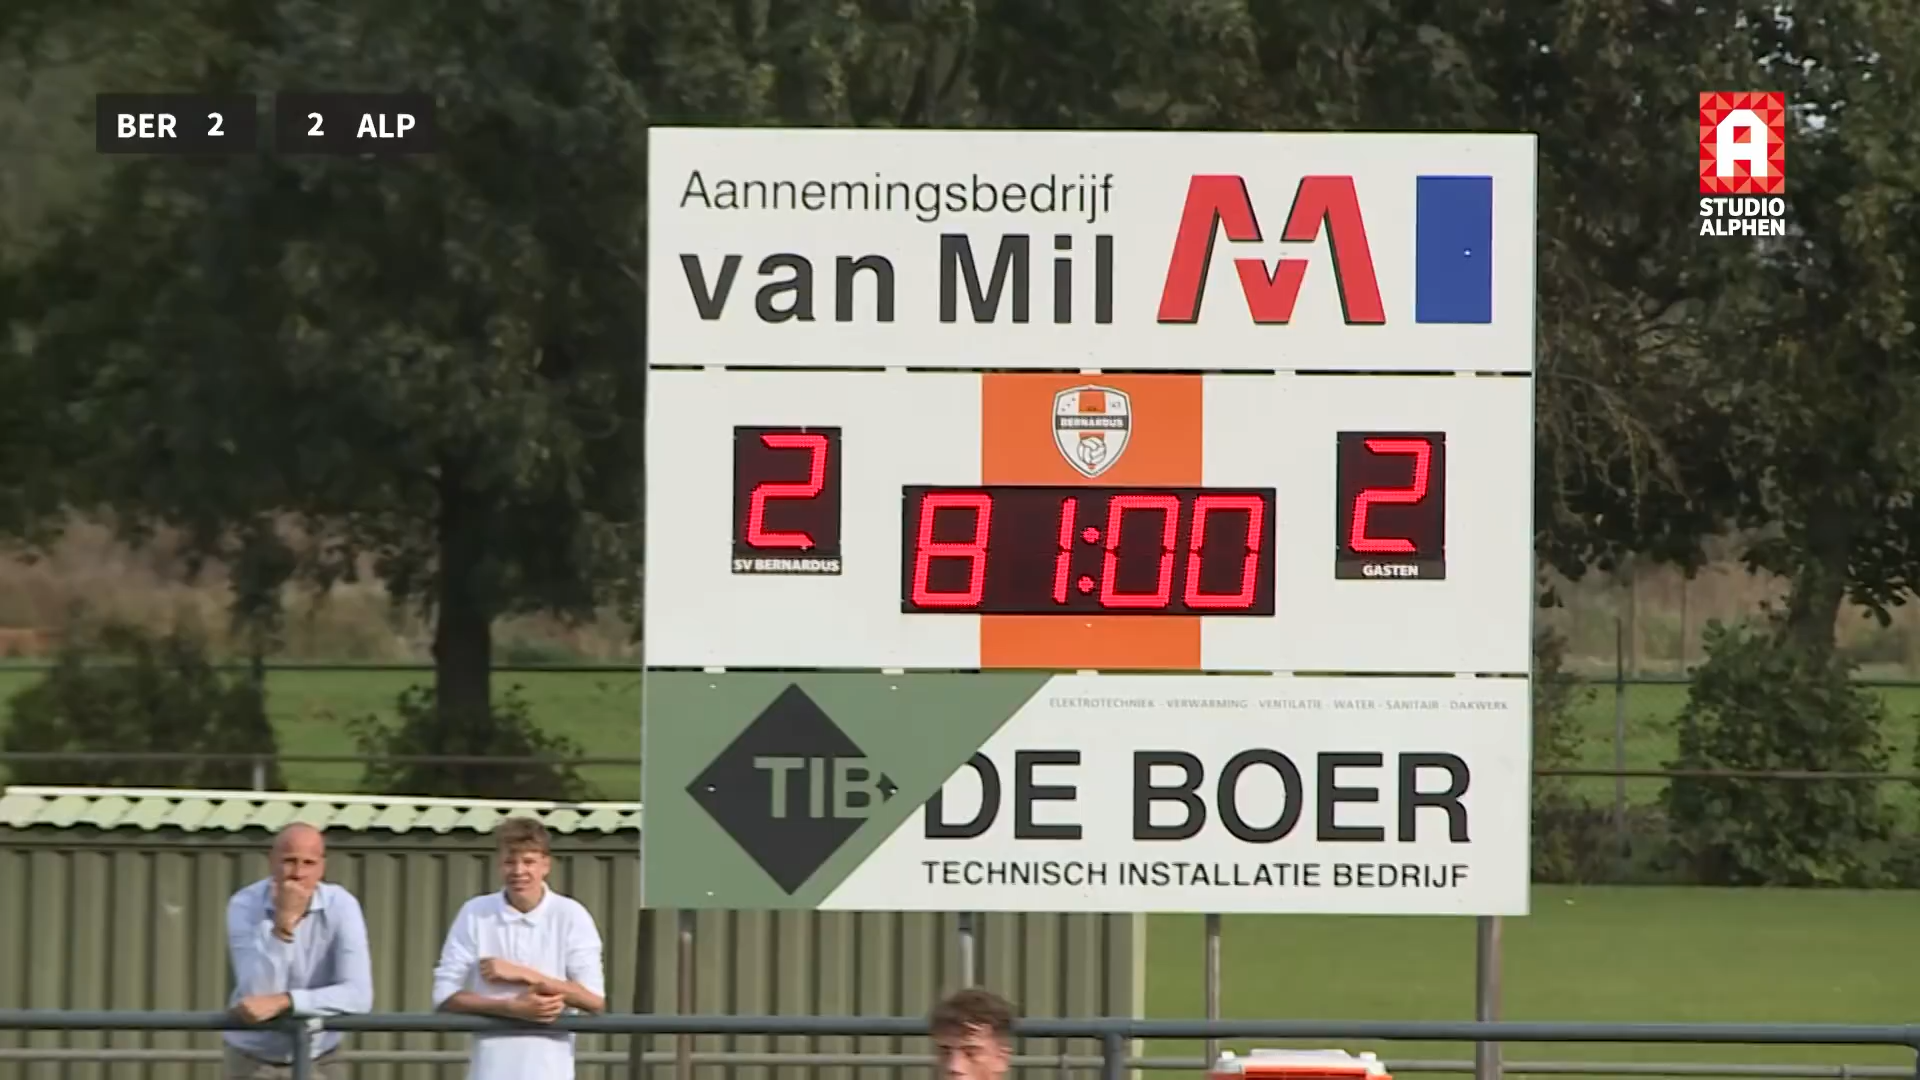 BER 2 2 ALP
STUDIO
ALPHEN
Aannemingsbedrijf
van Mil
BERNARDUS
2 81:00 2
SV BERNARDUS
GASTEN
ELEKTROTECHNIEK - VERWARMING - VENTILATIE - WATER - SANITAIR - DAKWERK
TIB DE BOER
TECHNISCH INSTALLATIE BEDRIJF